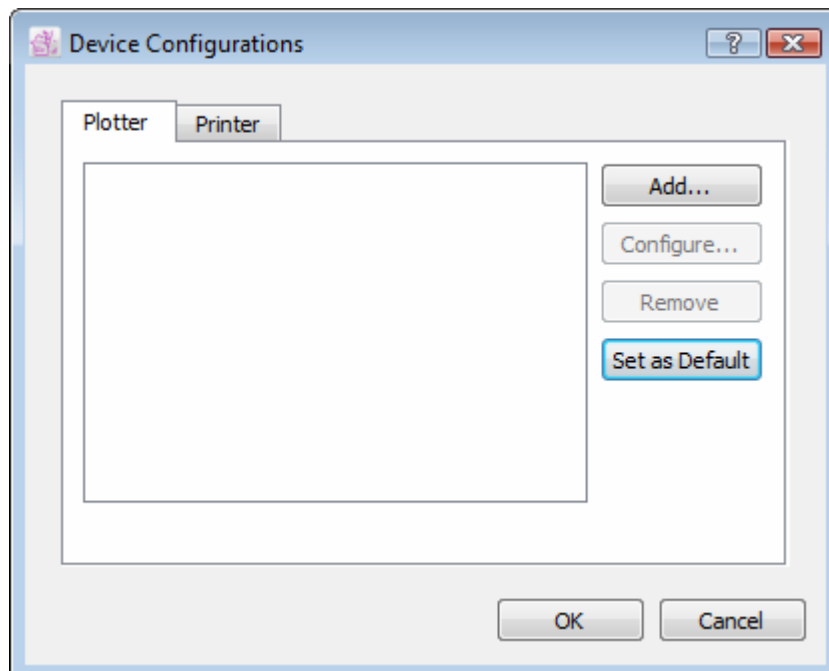 Device Configurations
Plotter
Printer
Add...
Configure...
Remove
Set as Default
OK
Cancel